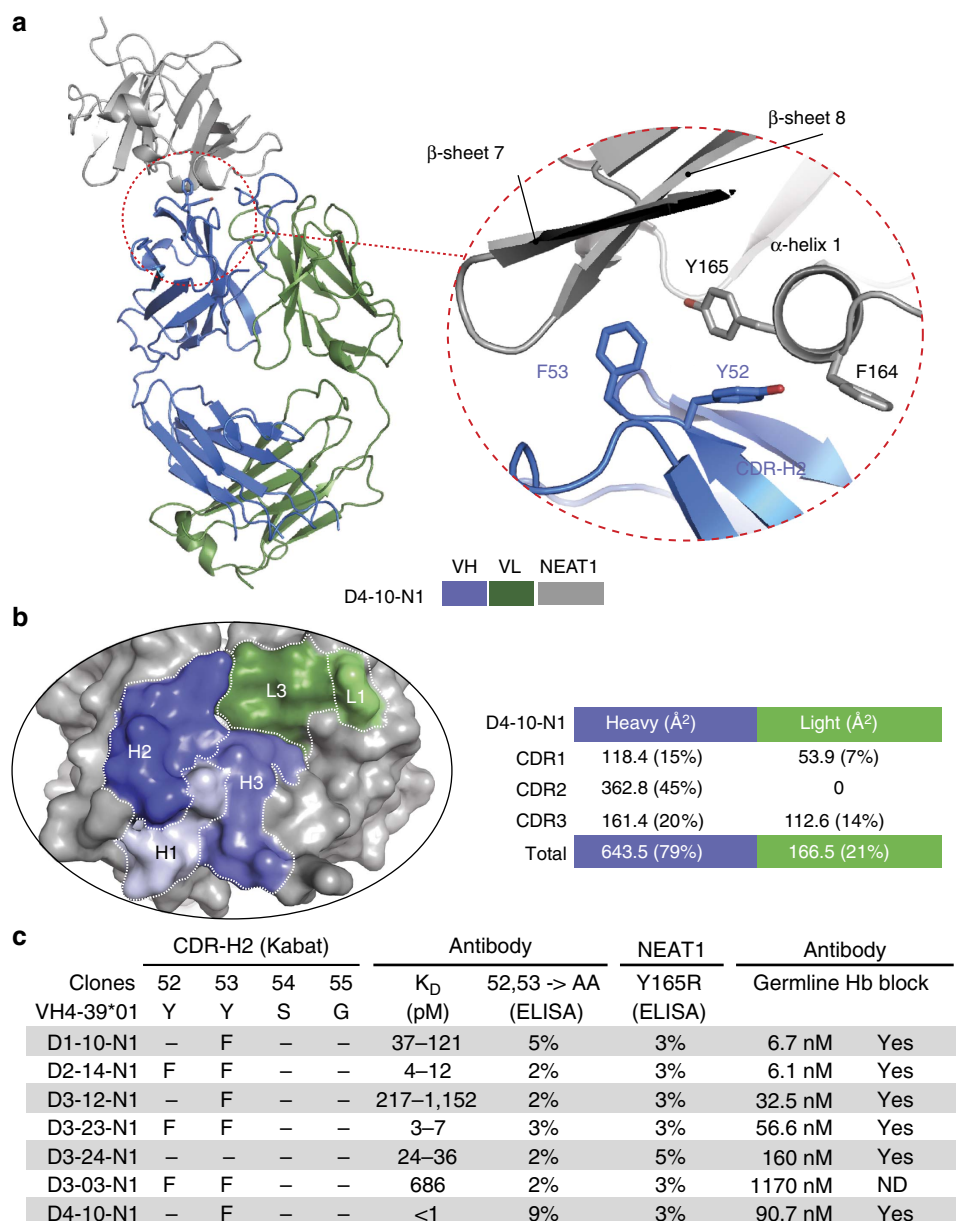 a
β-sheet 8
β-sheet 7
α-helix 1
Y165
F53
Y52
F164
CDR-H2
VH VL NEAT1
D4-10-N1
b
L3 L1
H2
H3
H1
D4-10-N1 Heavy (Å²) Light (Å²)
CDR1 118.4 (15%) 53.9 (7%)
CDR2 362.8 (45%) 0
CDR3 161.4 (20%) 112.6 (14%)
Total 643.5 (79%) 166.5 (21%)
c
CDR-H2 (Kabat) Antibody NEAT1 Antibody
Clones 52 53 54 55 K_D 52,53 -> AA Y165R Germline Hb block
VH4-39*01 Y Y S G (pM) (ELISA) (ELISA)
D1-10-N1 – F – – 37–121 5% 3% 6.7 nM Yes
D2-14-N1 F F – – 4–12 2% 3% 6.1 nM Yes
D3-12-N1 – F – – 217–1,152 2% 3% 32.5 nM Yes
D3-23-N1 F F – – 3–7 3% 3% 56.6 nM Yes
D3-24-N1 – – – – 24–36 2% 5% 160 nM Yes
D3-03-N1 F F – – 686 2% 3% 1170 nM ND
D4-10-N1 – F – – <1 9% 3% 90.7 nM Yes